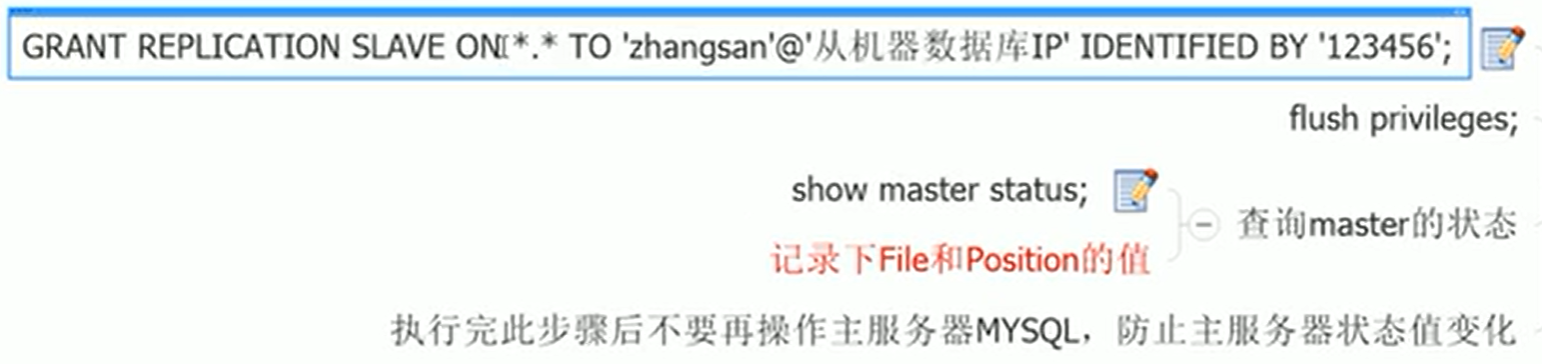 GRANT REPLICATION SLAVE ON *.* TO 'zhangsan'@'从机器数据库IP' IDENTIFIED BY '123456';
flush privileges;
show master status;
查询master的状态
记录下File和Position的值
执行完此步骤后不要再操作主服务器MYSQL，防止主服务器状态值变化